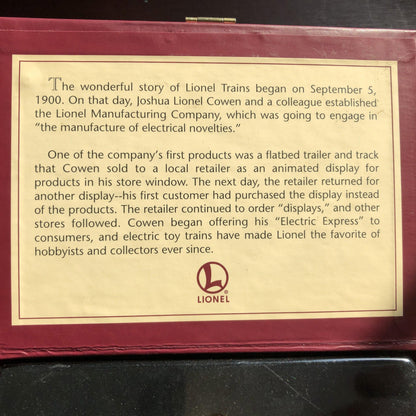 The wonderful story of Lionel Trains began on September 5,
1900. On that day, Joshua Lionel Cowen and a colleague established
the Lionel Manufacturing Company, which was going to engage in
“the manufacture of electrical novelties.”
One of the company’s first products was a flatbed trailer and track
that Cowen sold to a local retailer as an animated display for
products in his store window. The next day, the retailer returned for
another display--his first customer had purchased the display instead
of the products. The retailer continued to order “displays,” and other
stores followed. Cowen began offering his “Electric Express” to
consumers, and electric toy trains have made Lionel the favorite of
hobbyists and collectors ever since.
L
®
LIONEL